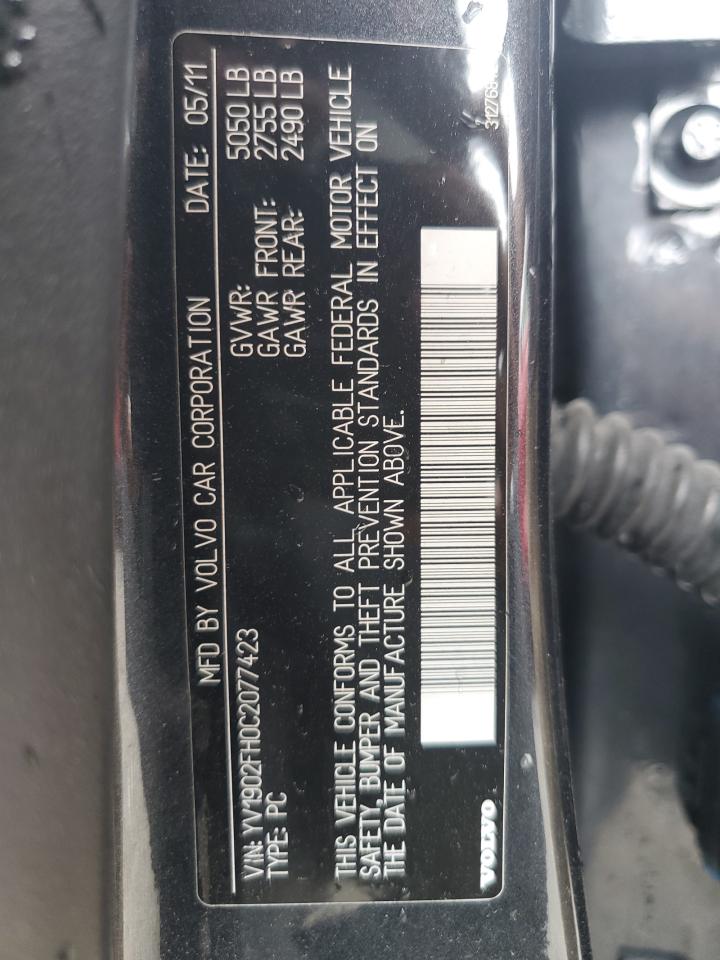 MFD BY VOLVO CAR CORPORATION DATE: 05/11
VIN: YV1902FH0C2077423
TYPE: PC
GVWR: 5050 LB
GAWR FRONT: 2755 LB
GAWR REAR: 2490 LB
THIS VEHICLE CONFORMS TO ALL APPLICABLE FEDERAL MOTOR VEHICLE
SAFETY, BUMPER AND THEFT PREVENTION STANDARDS IN EFFECT ON
THE DATE OF MANUFACTURE SHOWN ABOVE.
VOLVO